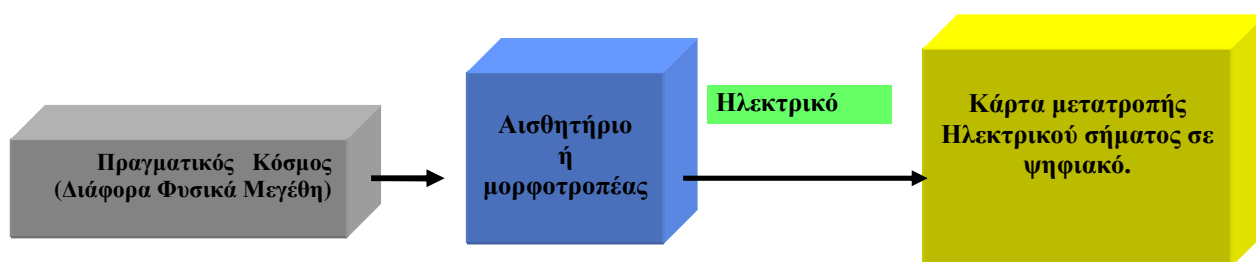 Πραγματικός Κόσμος
(Διάφορα Φυσικά Μεγέθη)
Αισθητήριο
ή
μορφοτροπέας
Ηλεκτρικό
Κάρτα μετατροπής
Ηλεκτρικού σήματος σε
ψηφιακό.